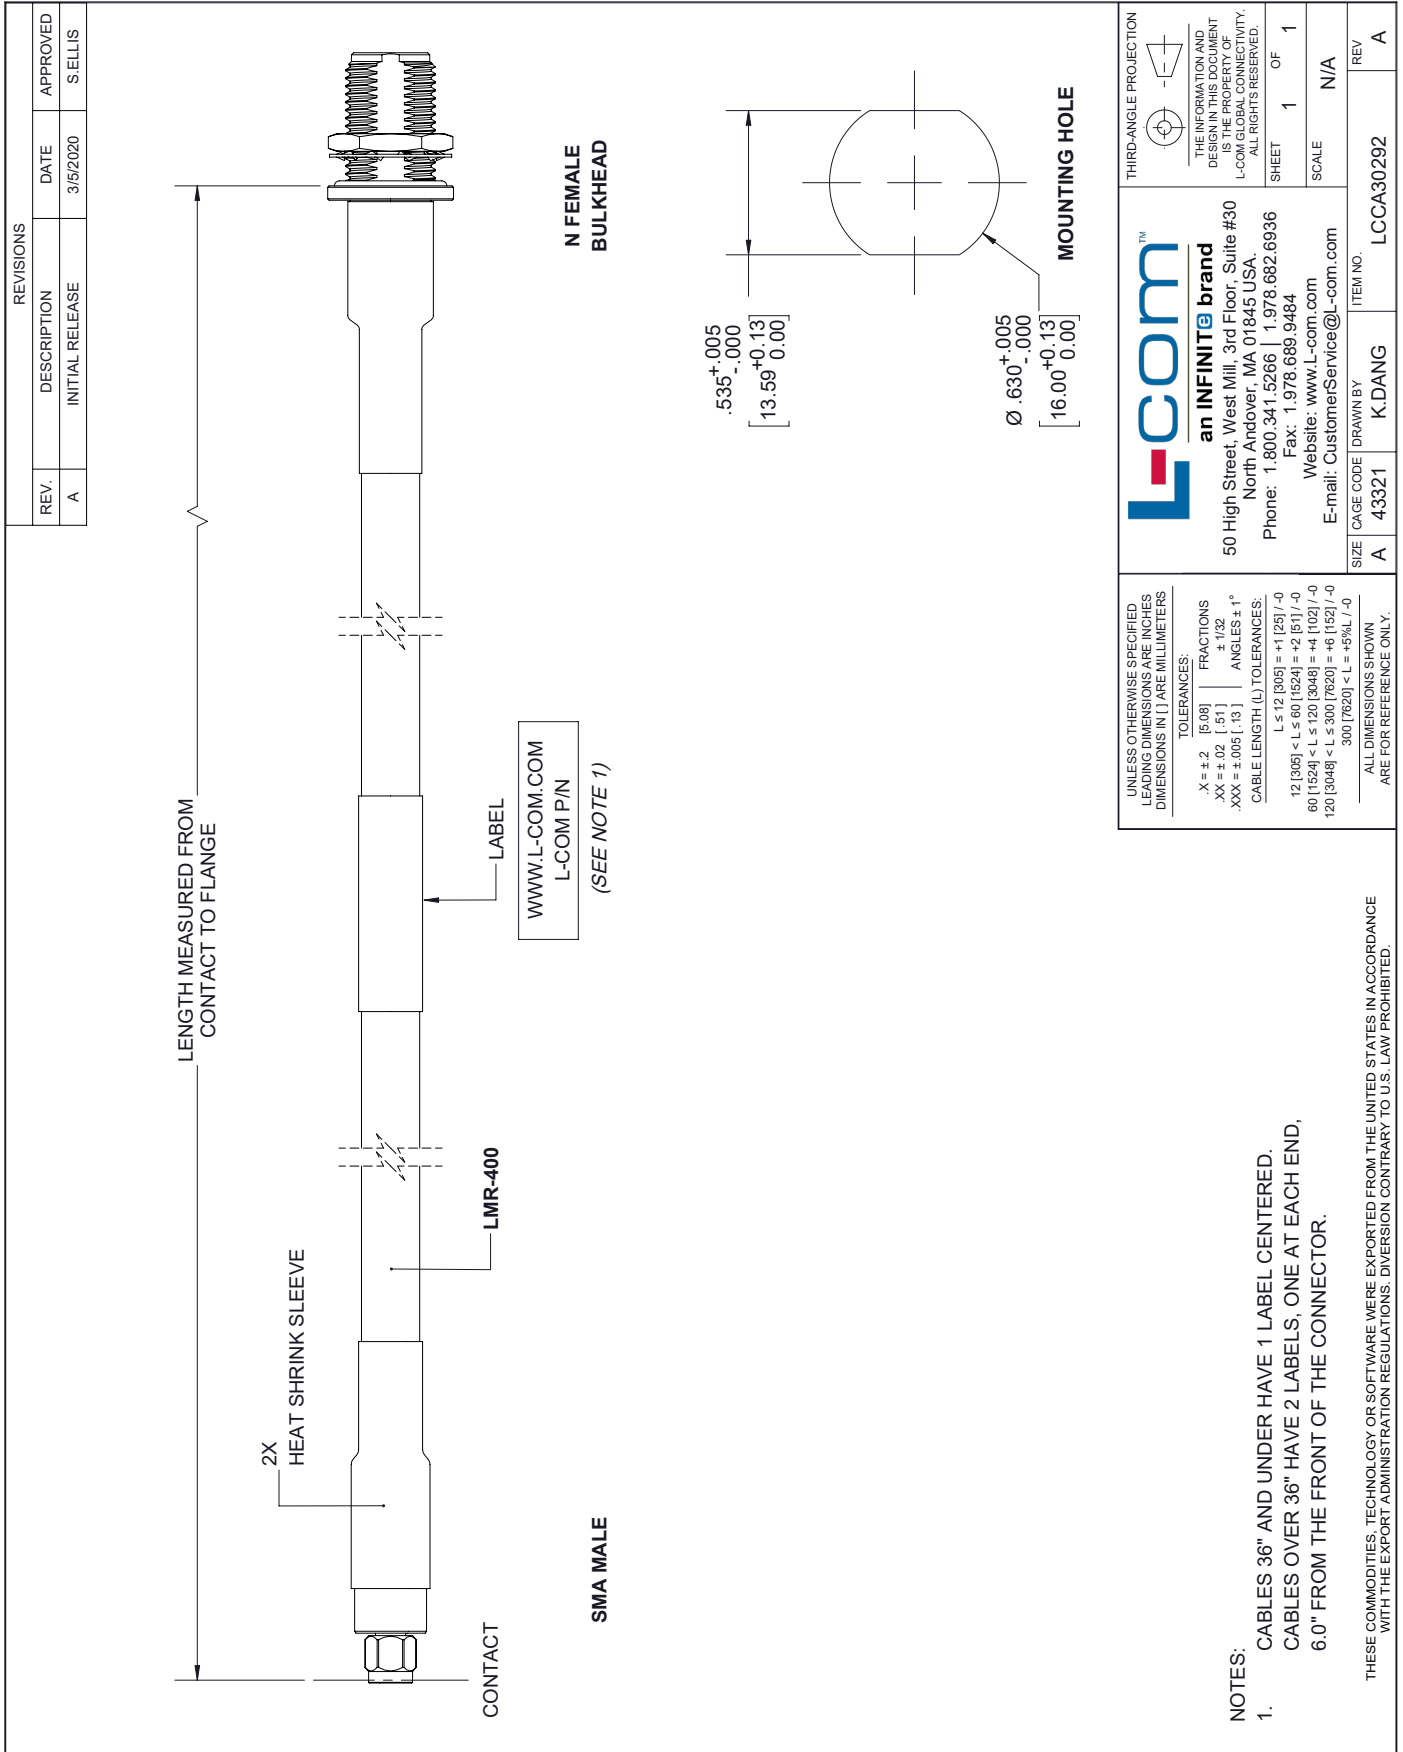 REVISIONS
REV. DESCRIPTION DATE APPROVED
A INITIAL RELEASE 3/5/2020 S.ELLIS
LENGTH MEASURED FROM
CONTACT TO FLANGE
2X
HEAT SHRINK SLEEVE
CONTACT
LMR-400
LABEL
WWW.L-COM.COM
L-COM P/N
(SEE NOTE 1)
SMA MALE
N FEMALE
BULKHEAD
.535 +.005
-.000
[13.59 +0.13
0.00]
Ø .630 +.005
-.000
[16.00 +0.13
0.00]
MOUNTING HOLE
NOTES:
1. CABLES 36" AND UNDER HAVE 1 LABEL CENTERED.
CABLES OVER 36" HAVE 2 LABELS, ONE AT EACH END,
6.0" FROM THE FRONT OF THE CONNECTOR.
THESE COMMODITIES, TECHNOLOGY OR SOFTWARE WERE EXPORTED FROM THE UNITED STATES IN ACCORDANCE
WITH THE EXPORT ADMINISTRATION REGULATIONS. DIVERSION CONTRARY TO U.S. LAW PROHIBITED.
UNLESS OTHERWISE SPECIFIED
LEADING DIMENSIONS ARE INCHES
DIMENSIONS IN [ ] ARE MILLIMETERS
TOLERANCES:
.X = ± .2 [5.08] FRACTIONS
.XX = ± .02 [ .51 ] ± 1/32
.XXX = ± .005 [ .13 ] ANGLES ± 1°
CABLE LENGTH (L) TOLERANCES:
L ≤ 12 [305] = +1 [25] / -0
12 [305] < L ≤ 60 [1524] = +2 [51] / -0
60 [1524] < L ≤ 120 [3048] = +4 [102] / -0
120 [3048] < L ≤ 300 [7620] = +6 [152] / -0
300 [7620] < L = +5%L / -0
ALL DIMENSIONS SHOWN
ARE FOR REFERENCE ONLY.
L-com™
an INFINITe brand
50 High Street, West Mill, 3rd Floor, Suite #30
North Andover, MA 01845 USA.
Phone: 1.800.341.5266 | 1.978.682.6936
Fax: 1.978.689.9484
Website: www.L-com.com
E-mail: CustomerService@L-com.com
THIRD-ANGLE PROJECTION
THE INFORMATION AND
DESIGN IN THIS DOCUMENT
IS THE PROPERTY OF
L-COM GLOBAL CONNECTIVITY.
ALL RIGHTS RESERVED.
SHEET 1 OF 1
SCALE N/A
SIZE CAGE CODE DRAWN BY ITEM NO. REV
A 43321 K.DANG LCCA30292 A